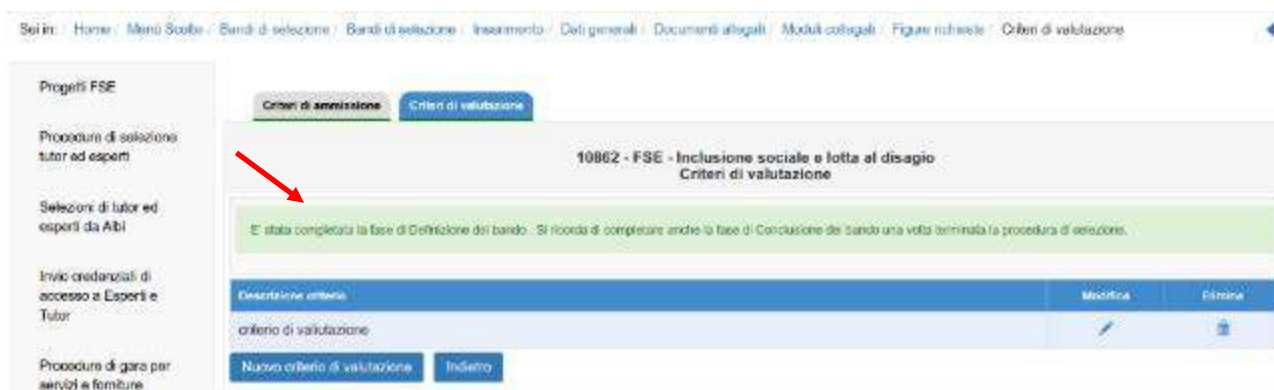 Sei in: / Home / Menù Scelte / Bandi di selezione / Bandi di selezione / Inserimento / Dati generali / Documenti allegati / Moduli collegati / Figure richieste / Criteri di valutazione
Progetti FSE
Procedure di selezione
tutor ed esperti
Selezioni di tutor ed
esperti da Albi
Invio credenziali di
accesso a Esperti e
Tutor
Procedure di gara per
servizi e forniture
Criteri di ammissione
Criteri di valutazione
10862 - FSE - Inclusione sociale e lotta al disagio
Criteri di valutazione
E' stata completata la fase di Definizione del bando. Si ricorda di completare anche la fase di Conclusione del bando una volta terminata la procedura di selezione.
Descrizione criterio Modifica Elimina
criterio di valiutazione
Nuovo criterio di valutazione Indietro